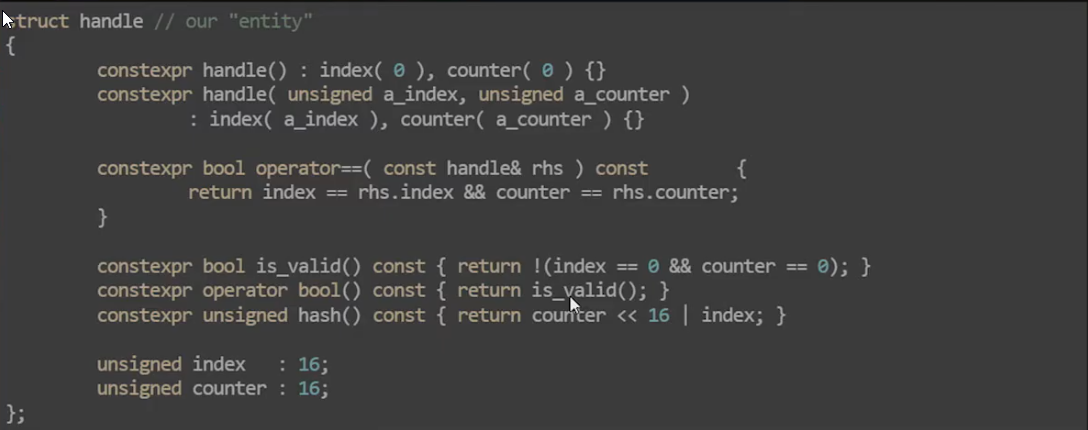 struct handle // our "entity"
{
        constexpr handle() : index( 0 ), counter( 0 ) {}
        constexpr handle( unsigned a_index, unsigned a_counter )
                : index( a_index ), counter( a_counter ) {}

        constexpr bool operator==( const handle& rhs ) const        {
                return index == rhs.index && counter == rhs.counter;
        }

        constexpr bool is_valid() const { return !(index == 0 && counter == 0); }
        constexpr operator bool() const { return is_valid(); }
        constexpr unsigned hash() const { return counter << 16 | index; }

        unsigned index   : 16;
        unsigned counter : 16;
};